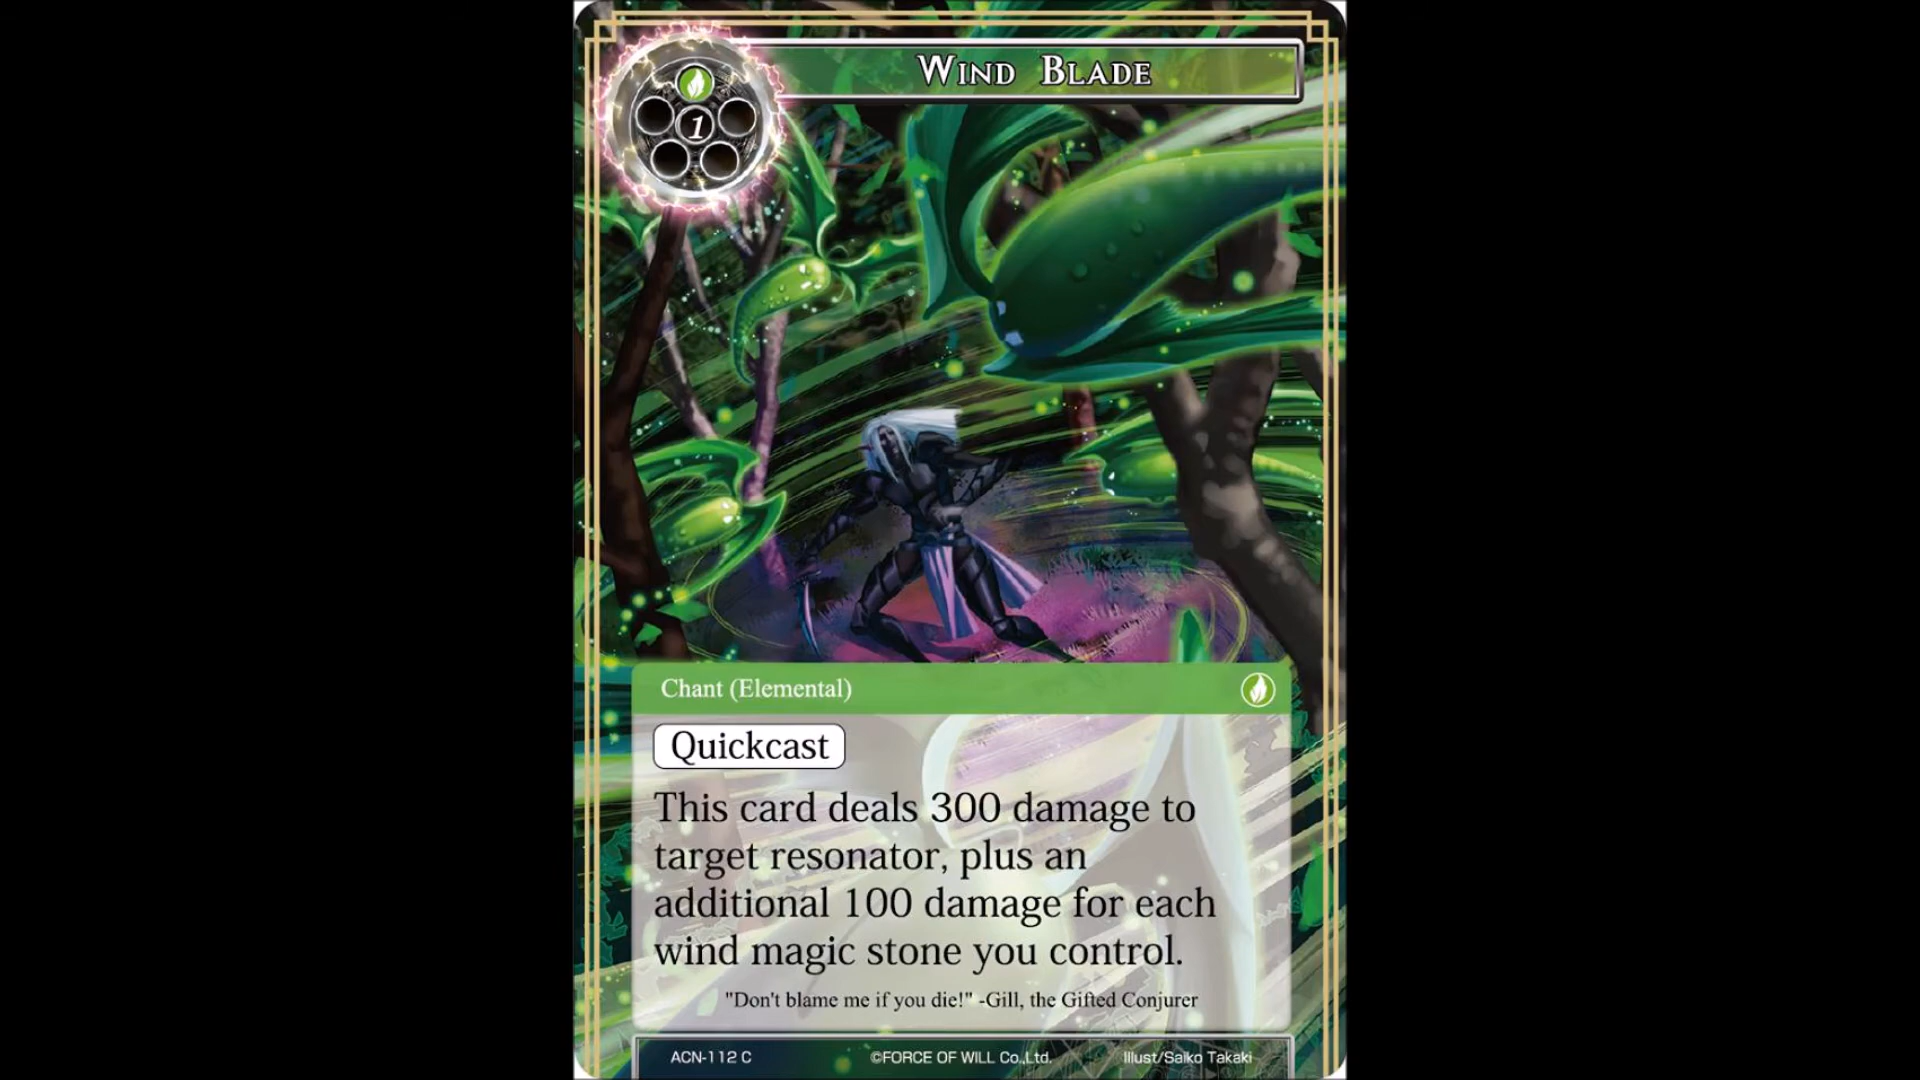 WIND BLADE
1
Chant (Elemental)
Quickcast
This card deals 300 damage to
target resonator, plus an
additional 100 damage for each
wind magic stone you control.
"Don't blame me if you die!" -Gill, the Gifted Conjurer
ACN-112 C ©FORCE OF WILL Co.,Ltd. Illust/Saiko Takaki